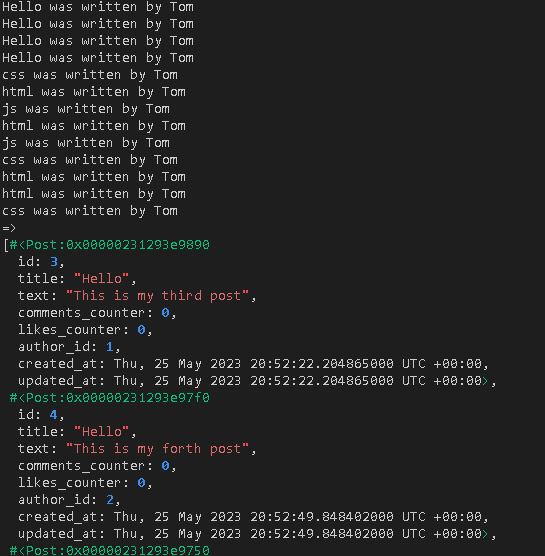 Hello was written by Tom
Hello was written by Tom
Hello was written by Tom
Hello was written by Tom
css was written by Tom
html was written by Tom
js was written by Tom
html was written by Tom
js was written by Tom
css was written by Tom
html was written by Tom
html was written by Tom
css was written by Tom
=>
[#<Post:0x00000231293e9890
id: 3,
title: "Hello",
text: "This is my third post",
comments_counter: 0,
likes_counter: 0,
author_id: 1,
created_at: Thu, 25 May 2023 20:52:22.204865000 UTC +00:00,
updated_at: Thu, 25 May 2023 20:52:22.204865000 UTC +00:00>,
#<Post:0x00000231293e97f0
id: 4,
title: "Hello",
text: "This is my forth post",
comments_counter: 0,
likes_counter: 0,
author_id: 2,
created_at: Thu, 25 May 2023 20:52:49.848402000 UTC +00:00,
updated_at: Thu, 25 May 2023 20:52:49.848402000 UTC +00:00>,
#<Post:0x00000231293e9750